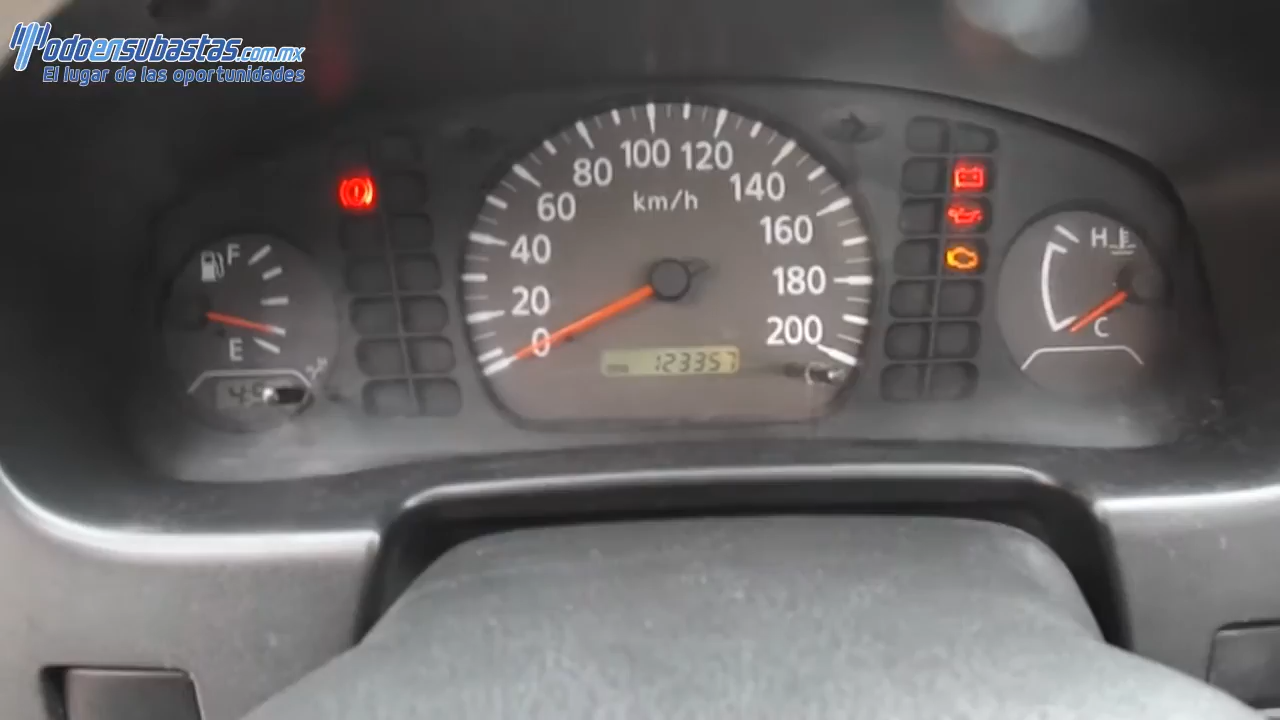 Todoensubastas.com.mx
El lugar de las oportunidades
0
20
40
60
80
100
120
140
160
180
200
km/h
123357
F
E
H
C